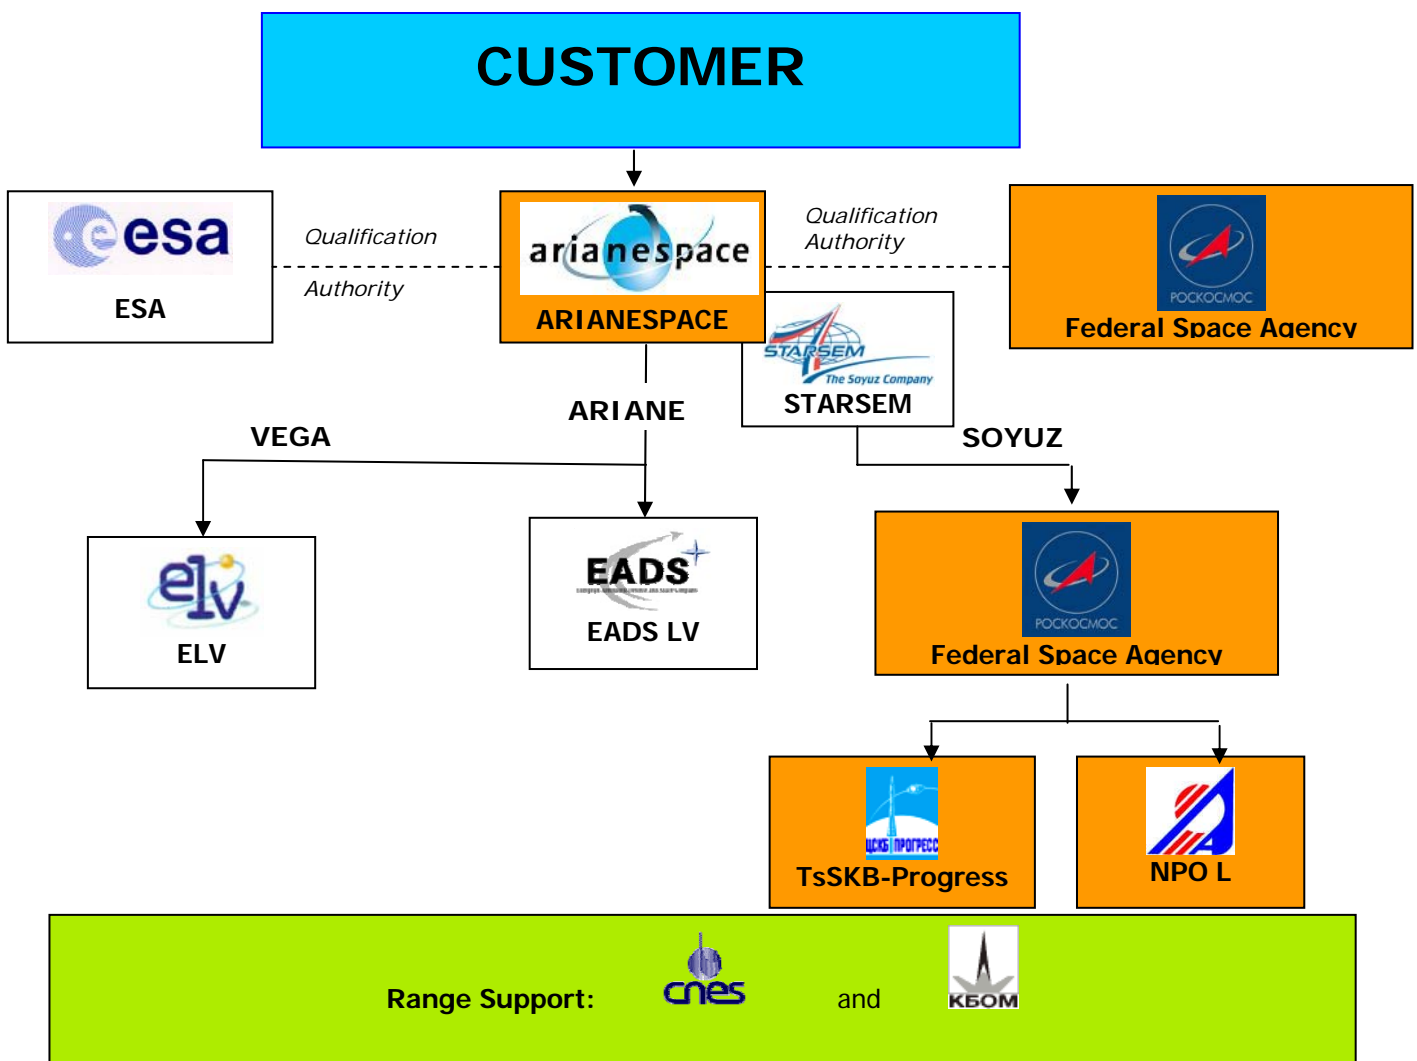 CUSTOMER
esa
ESA
Qualification
Authority
arianespace
ARIANESPACE
Qualification
Authority
РОСКОСМОС
Federal Space Agency
STARSEM
The Soyuz Company
STARSEM
ARIANE
VEGA
SOYUZ
elv
ELV
EADS
EADS LV
РОСКОСМОС
Federal Space Agency
ЦСКБ ПРОГРЕСС
TsSKB-Progress
NPO L
Range Support:
cnes
and
КБОМ